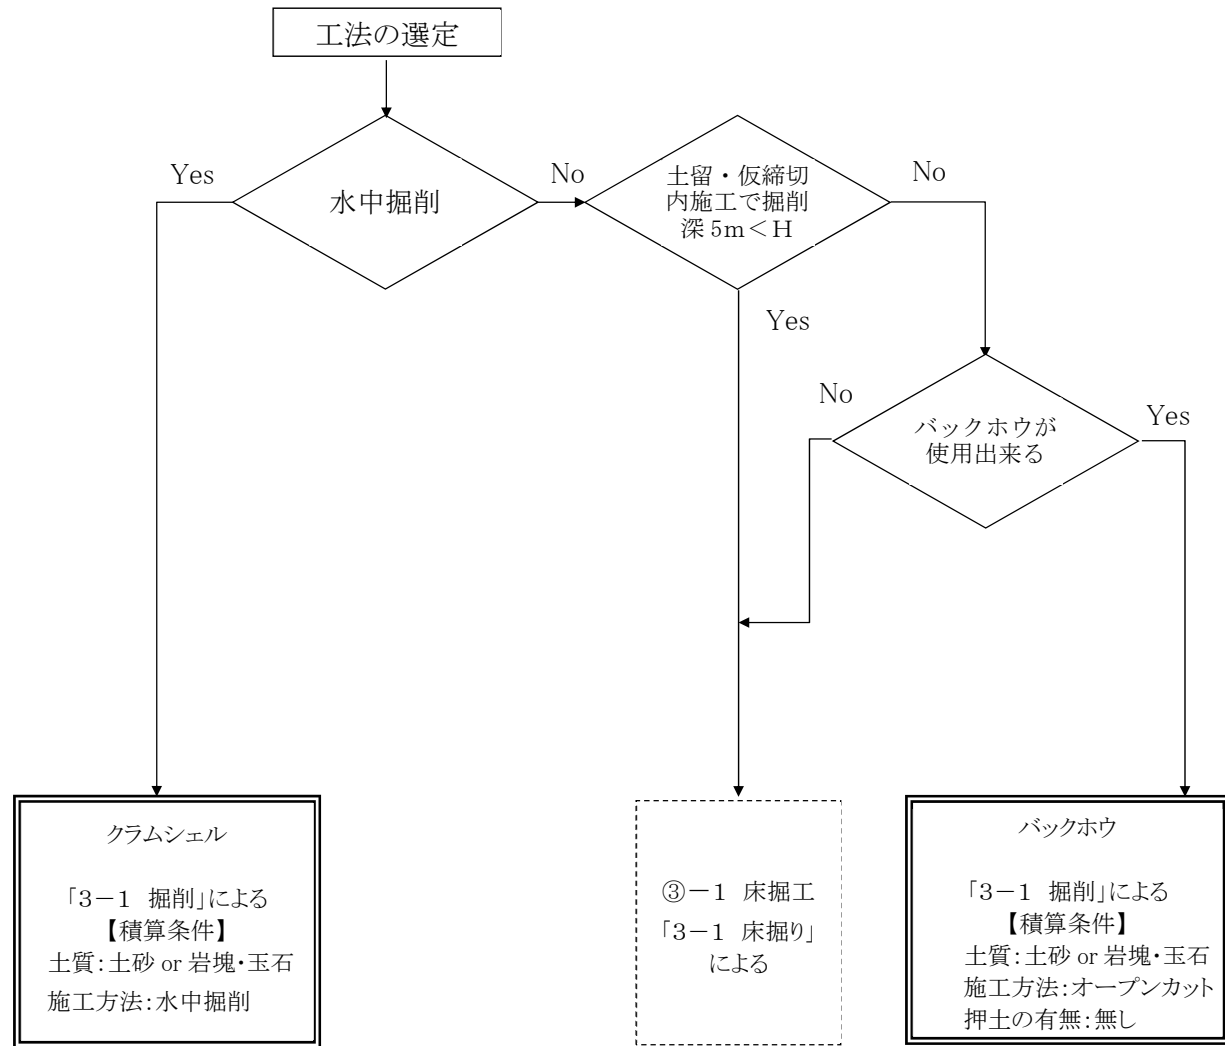 工法の選定
Yes
水中掘削
No
土留・仮締切
内施工で掘削
深 5m<H
No
Yes
No
バックホウが
使用出来る
Yes
クラムシェル
「3-1 掘削」による
【積算条件】
土質:土砂 or 岩塊・玉石
施工方法:水中掘削
③-1 床掘工
「3-1 床掘り」
による
バックホウ
「3-1 掘削」による
【積算条件】
土質:土砂 or 岩塊・玉石
施工方法:オープンカット
押土の有無:無し